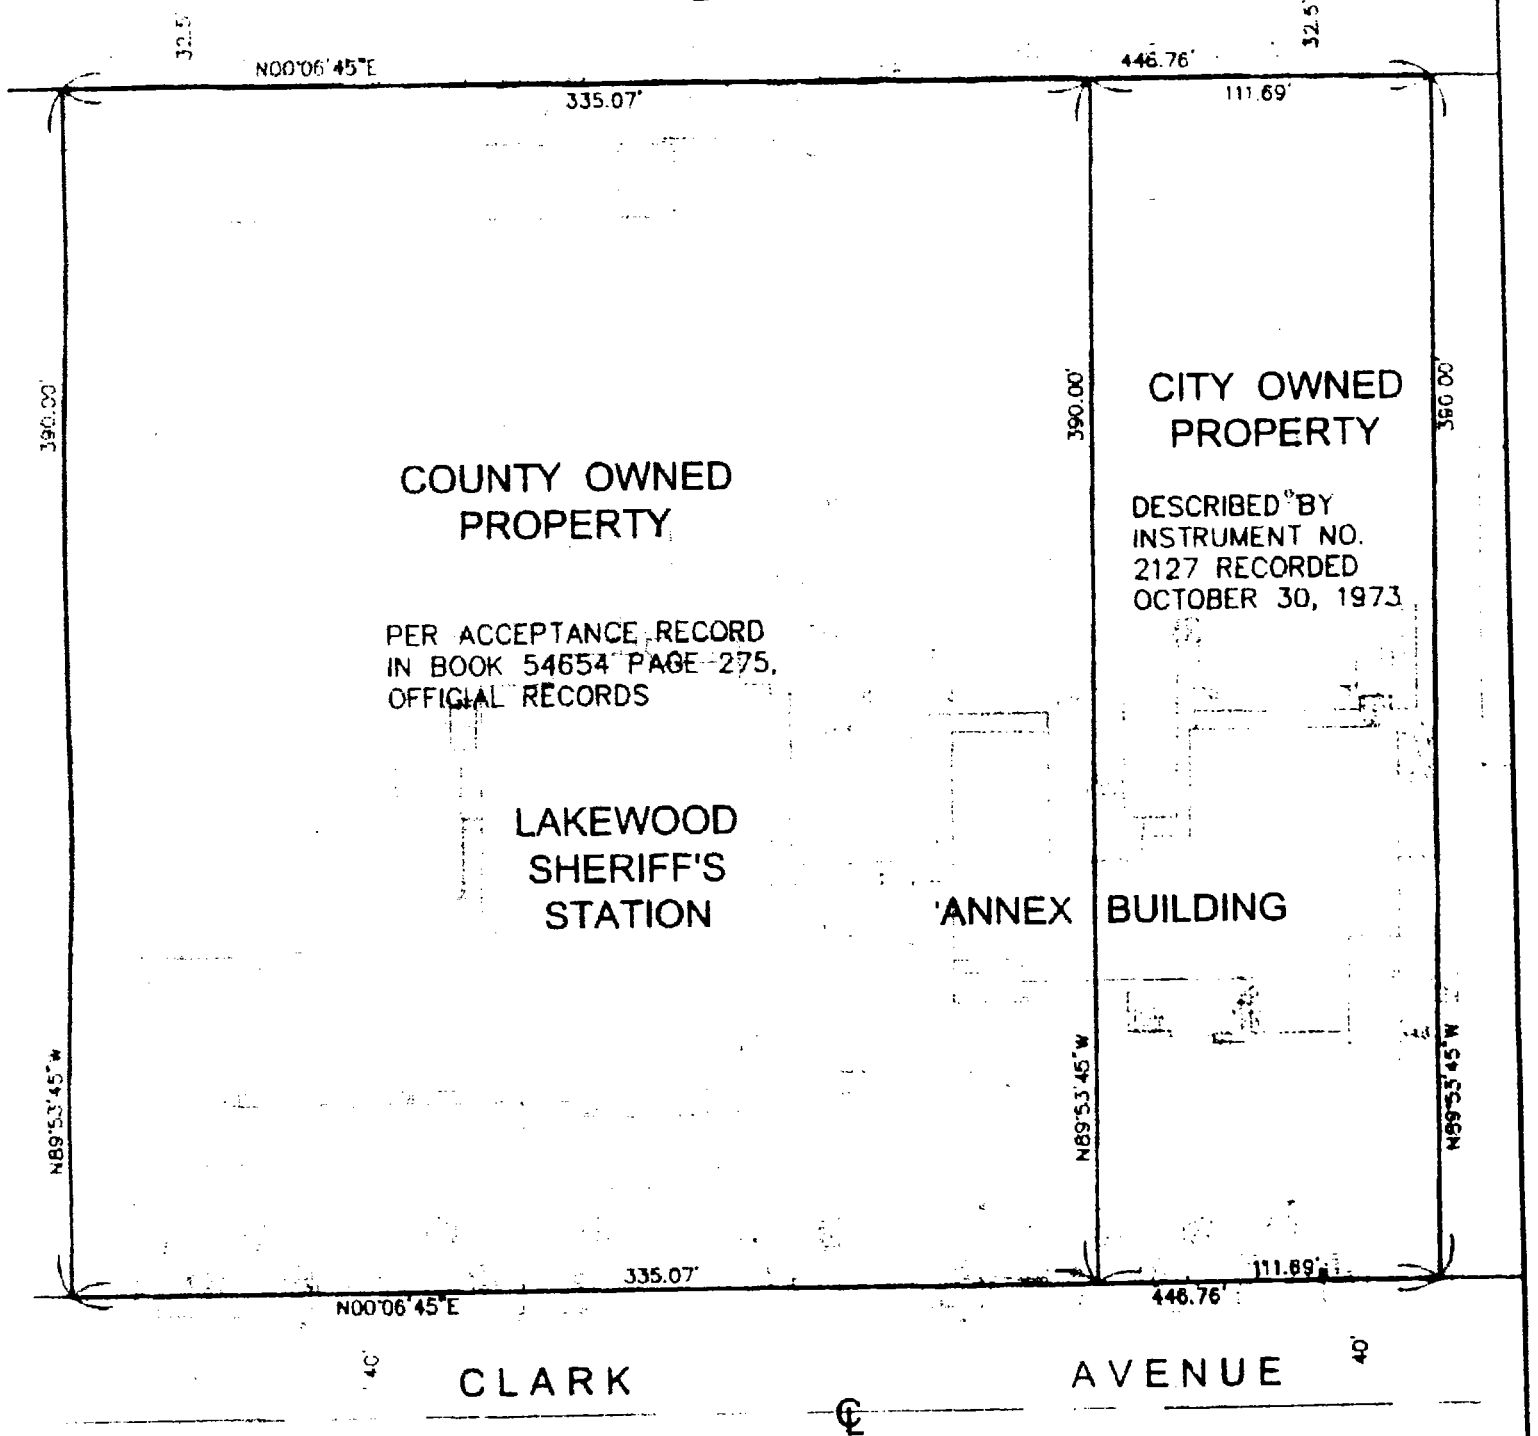 32.5'
32.5'
N00°06'45"E
446.76'
335.07'
111.69'
390.00'
390.00'
390.00'
CITY OWNED
PROPERTY
COUNTY OWNED
PROPERTY
DESCRIBED BY
INSTRUMENT NO.
2127 RECORDED
OCTOBER 30, 1973
PER ACCEPTANCE RECORD
IN BOOK 54654 PAGE 275,
OFFICIAL RECORDS
LAKEWOOD
SHERIFF'S
STATION
ANNEX BUILDING
N89°53'45"W
N89°53'45"W
N89°53'45"W
335.07'
111.69'
N00°06'45"E
446.76'
40'
40'
CLARK AVENUE
℄